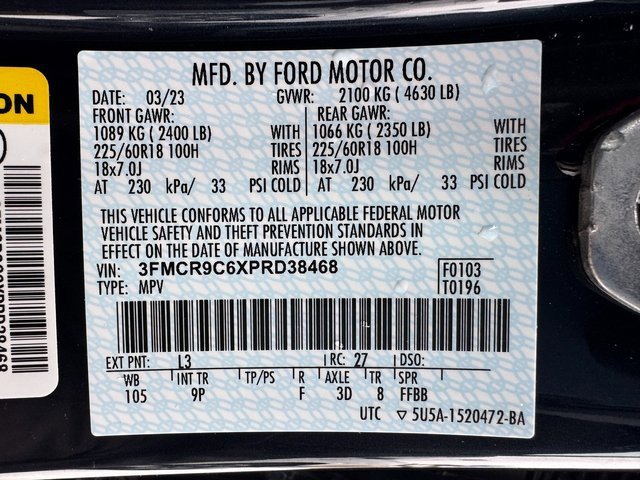 MFD. BY FORD MOTOR CO.
DATE: 03/23 GVWR: 2100 KG ( 4630 LB)
FRONT GAWR: REAR GAWR:
1089 KG ( 2400 LB) WITH 1066 KG ( 2350 LB) WITH
225/60R18 100H TIRES 225/60R18 100H TIRES
18x7.0J RIMS 18x7.0J RIMS
AT 230 kPa/ 33 PSI COLD AT 230 kPa/ 33 PSI COLD
THIS VEHICLE CONFORMS TO ALL APPLICABLE FEDERAL MOTOR
VEHICLE SAFETY AND THEFT PREVENTION STANDARDS IN
EFFECT ON THE DATE OF MANUFACTURE SHOWN ABOVE.
VIN: 3FMCR9C6XPRD38468 F0103
TYPE: MPV T0196
EXT PNT: L3 RC: 27 DSO:
WB INT TR TP/PS R AXLE TR SPR
105 9P F 3D 8 FFBB
UTC ▽5U5A-1520472-BA
ON